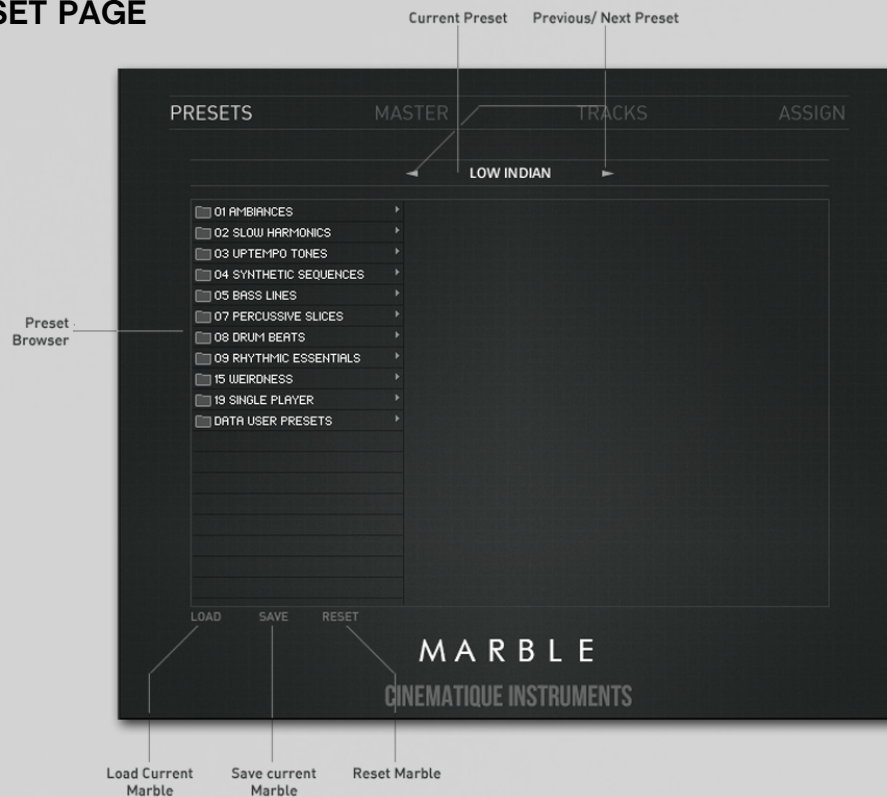 SET PAGE
Current Preset Previous/ Next Preset
PRESETS MASTER TRACKS ASSIGN
LOW INDIAN
01 AMBIANCES
02 SLOW HARMONICS
03 UPTEMPO TONES
04 SYNTHETIC SEQUENCES
05 BASS LINES
07 PERCUSSIVE SLICES
08 DRUM BEATS
09 RHYTHMIC ESSENTIALS
15 WEIRDNESS
19 SINGLE PLAYER
DATA USER PRESETS
Preset
Browser
LOAD SAVE RESET
MARBLE
CINEMATIQUE INSTRUMENTS
Load Current
Marble
Save current
Marble
Reset Marble